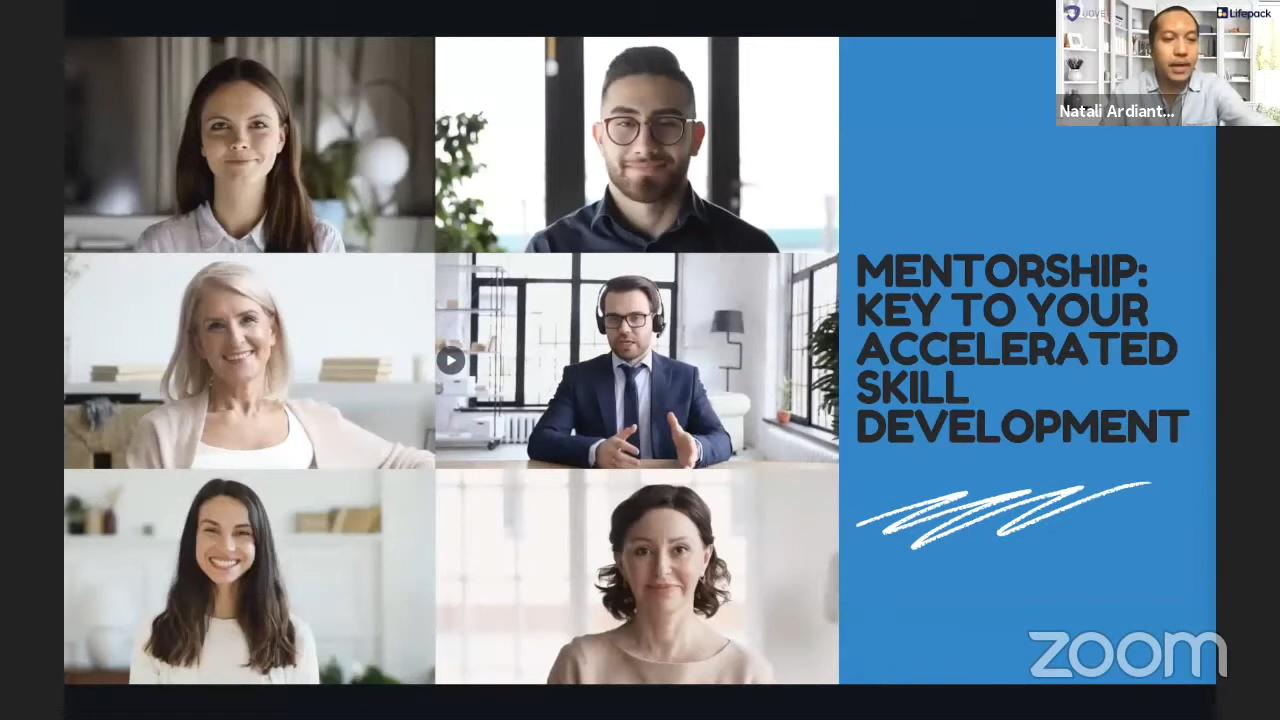 Lifepack
Natali Ardiant...
MENTORSHIP:
KEY TO YOUR
ACCELERATED
SKILL
DEVELOPMENT
zoom